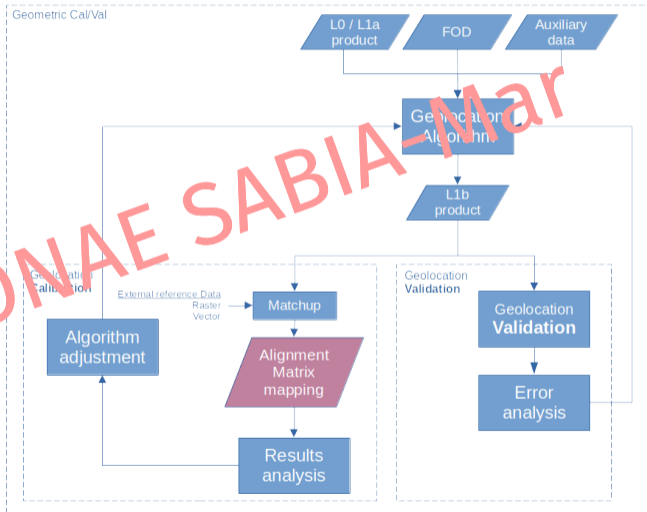 Geometric Cal/Val
L0 / L1a
product
FOD
Auxiliary
data
Geolocation
Algorithm
L1b
product
Geolocation
Calibration
External reference Data
Raster
Vector
Matchup
Alignment
Matrix
mapping
Results
analysis
Algorithm
adjustment
Geolocation
Validation
Geolocation
Validation
Error
analysis
ONAE SABIA-Mar